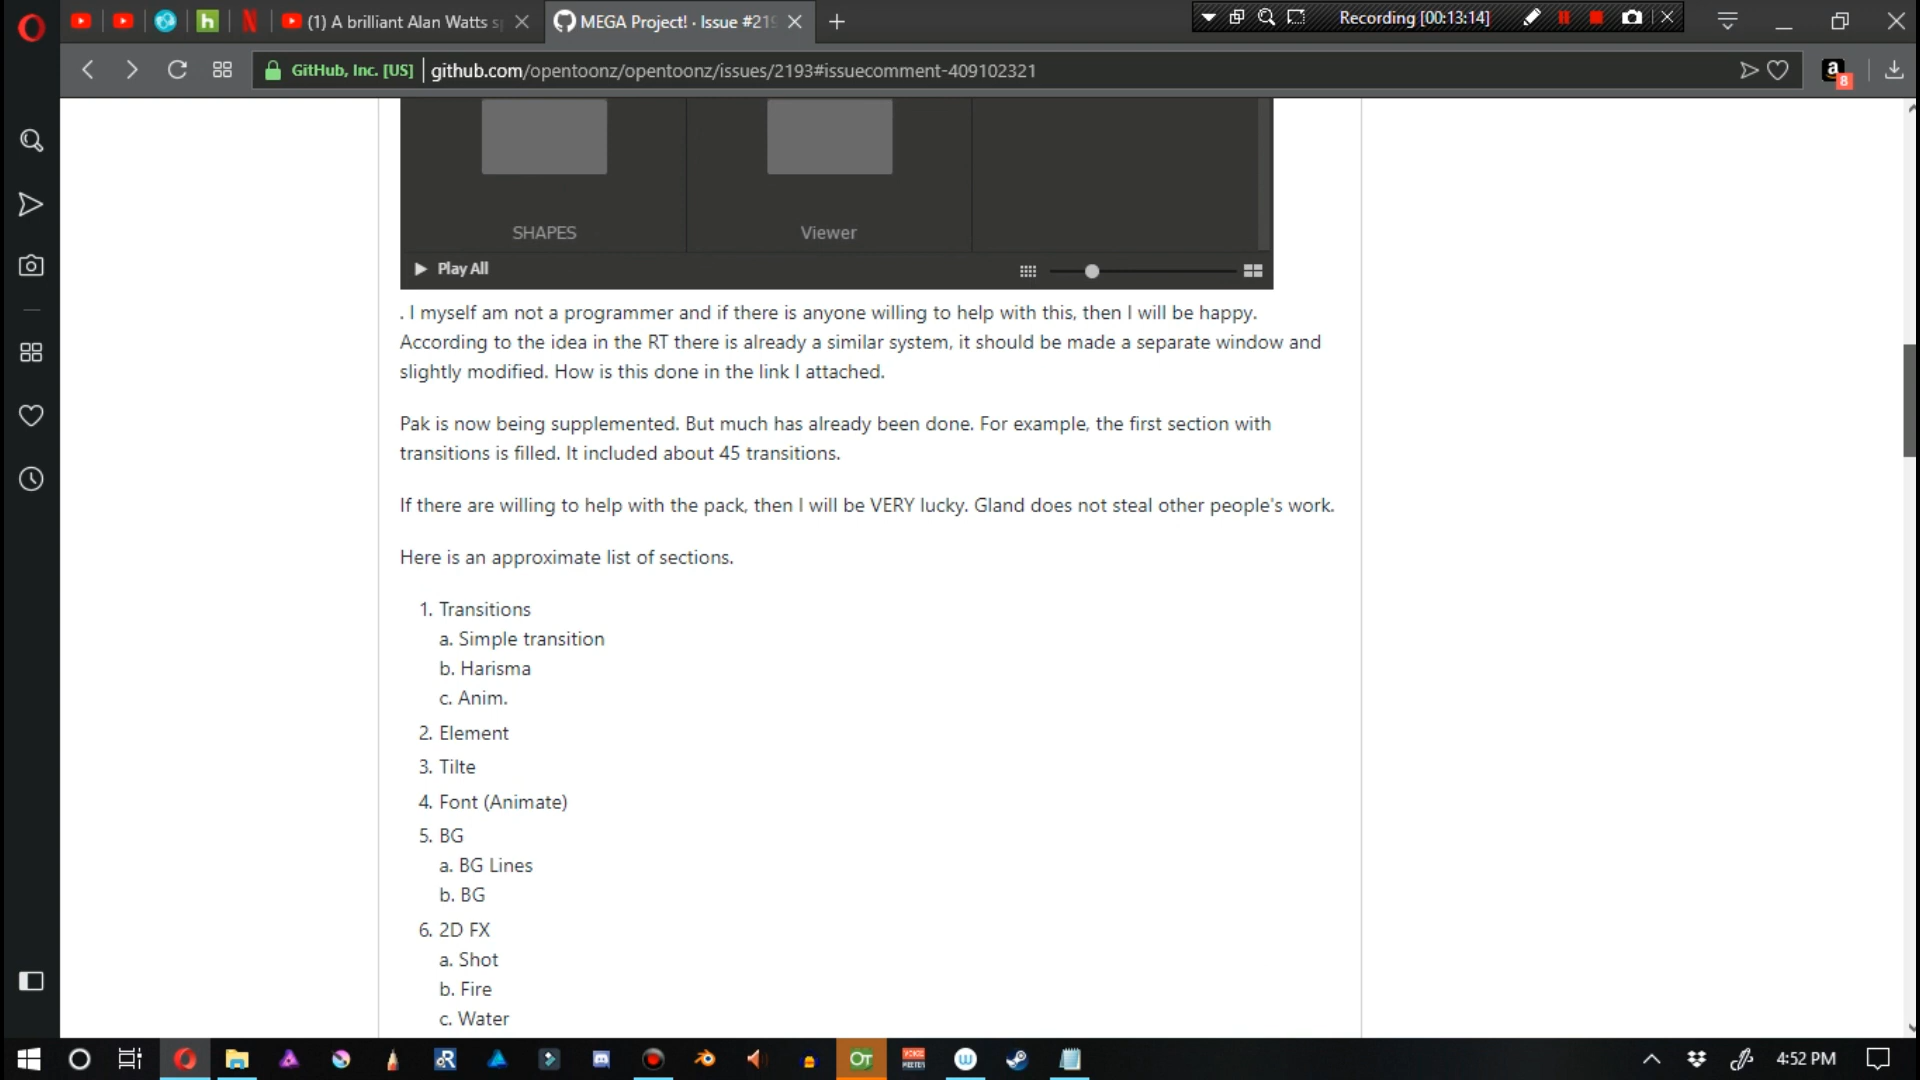 (1) A brilliant Alan Watts s
MEGA Project! · Issue #219
Recording [00:13:14]
GitHub, Inc. [US]
github.com/opentoonz/opentoonz/issues/2193#issuecomment-409102321
a
8
h
N
SHAPES
Viewer
Play All
. I myself am not a programmer and if there is anyone willing to help with this, then I will be happy.
According to the idea in the RT there is already a similar system, it should be made a separate window and
slightly modified. How is this done in the link I attached.
Pak is now being supplemented. But much has already been done. For example, the first section with
transitions is filled. It included about 45 transitions.
If there are willing to help with the pack, then I will be VERY lucky. Gland does not steal other people's work.
Here is an approximate list of sections.
1. Transitions
a. Simple transition
b. Harisma
c. Anim.
2. Element
3. Tilte
4. Font (Animate)
5. BG
a. BG Lines
b. BG
6. 2D FX
a. Shot
b. Fire
c. Water
OT
VOICE
MEETER
4:52 PM